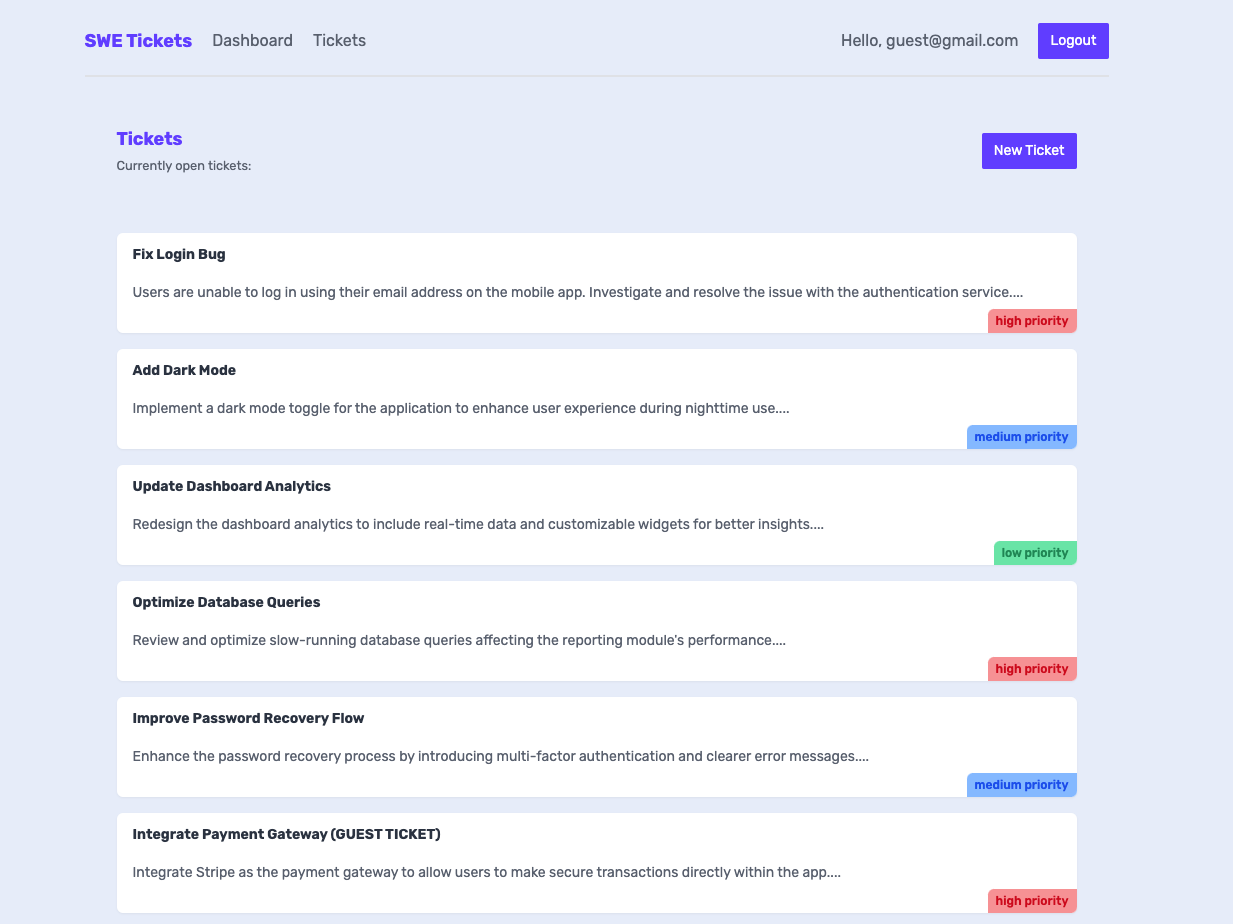 SWE Tickets Dashboard Tickets Hello, guest@gmail.com Logout
Tickets
New Ticket
Currently open tickets:
Fix Login Bug
Users are unable to log in using their email address on the mobile app. Investigate and resolve the issue with the authentication service....
high priority
Add Dark Mode
Implement a dark mode toggle for the application to enhance user experience during nighttime use....
medium priority
Update Dashboard Analytics
Redesign the dashboard analytics to include real-time data and customizable widgets for better insights....
low priority
Optimize Database Queries
Review and optimize slow-running database queries affecting the reporting module's performance....
high priority
Improve Password Recovery Flow
Enhance the password recovery process by introducing multi-factor authentication and clearer error messages....
medium priority
Integrate Payment Gateway (GUEST TICKET)
Integrate Stripe as the payment gateway to allow users to make secure transactions directly within the app....
high priority